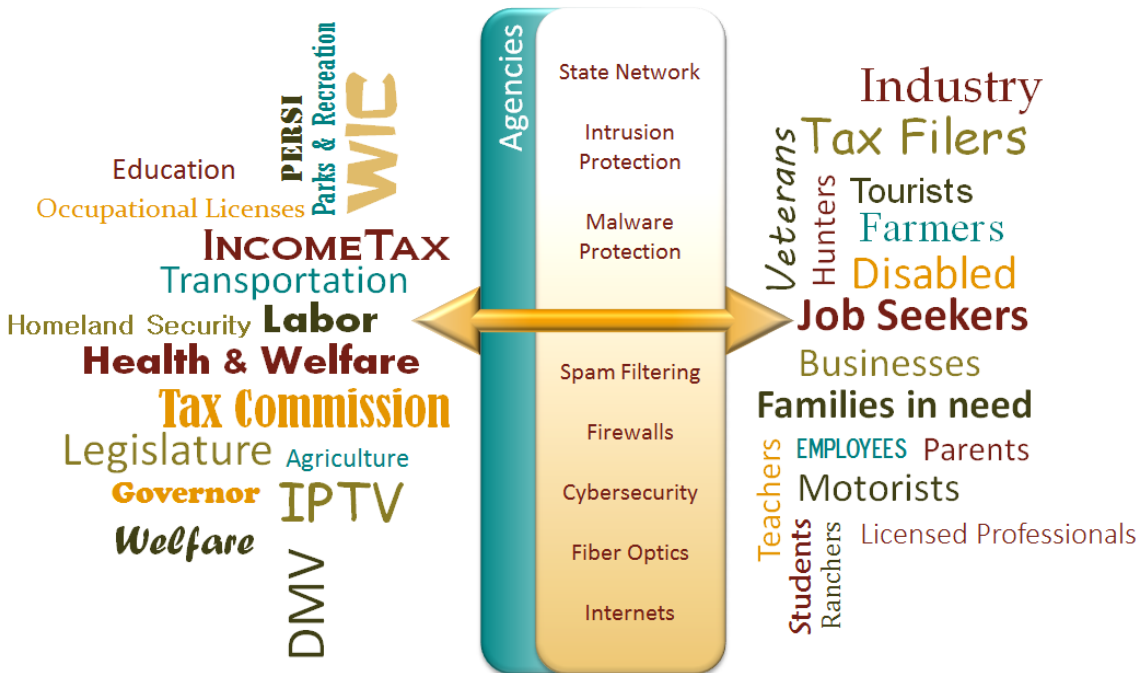 PERSI
Parks & Recreation
WIC
Education
Occupational Licenses
INCOMETAX
Transportation
Homeland Security
Labor
Health & Welfare
Tax Commission
Legislature
Agriculture
Governor
IPTV
Welfare
DMV
Agencies
State Network
Intrusion
Protection
Malware
Protection
Spam Filtering
Firewalls
Cybersecurity
Fiber Optics
Internets
Industry
Tax Filers
Veterans
Hunters
Tourists
Farmers
Disabled
Job Seekers
Businesses
Families in need
Teachers
EMPLOYEES
Parents
Motorists
Students
Ranchers
Licensed Professionals